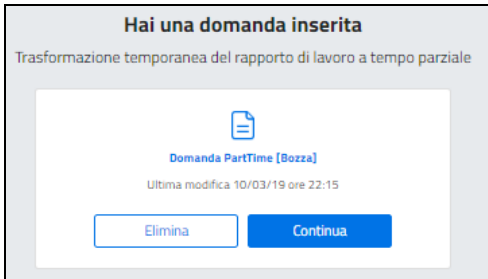 Hai una domanda inserita
Trasformazione temporanea del rapporto di lavoro a tempo parziale
Domanda PartTime [Bozza]
Ultima modifica 10/03/19 ore 22:15
Elimina
Continua